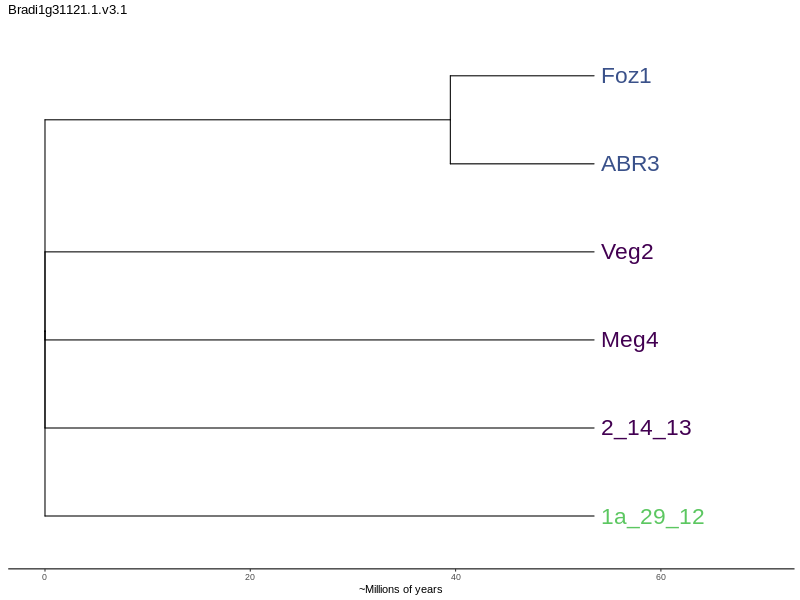 Bradi1g31121.1.v3.1
Foz1
ABR3
Veg2
Meg4
2_14_13
1a_29_12
0 20 40 60
~Millions of years